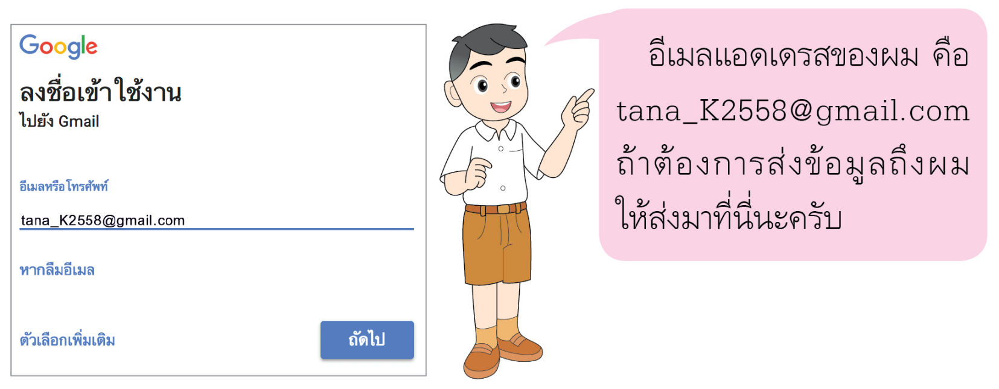 Google
ลงชื่อเข้าใช้งาน
ไปยัง Gmail
อีเมลหรือโทรศัพท์
tana_K2558@gmail.com
หากลืมอีเมล
ตัวเลือกเพิ่มเติม
ถัดไป
อีเมลแอดเดรสของผม คือ
tana_K2558@gmail.com
ถ้าต้องการส่งข้อมูลถึงผม
ให้ส่งมาที่นี่นะครับ